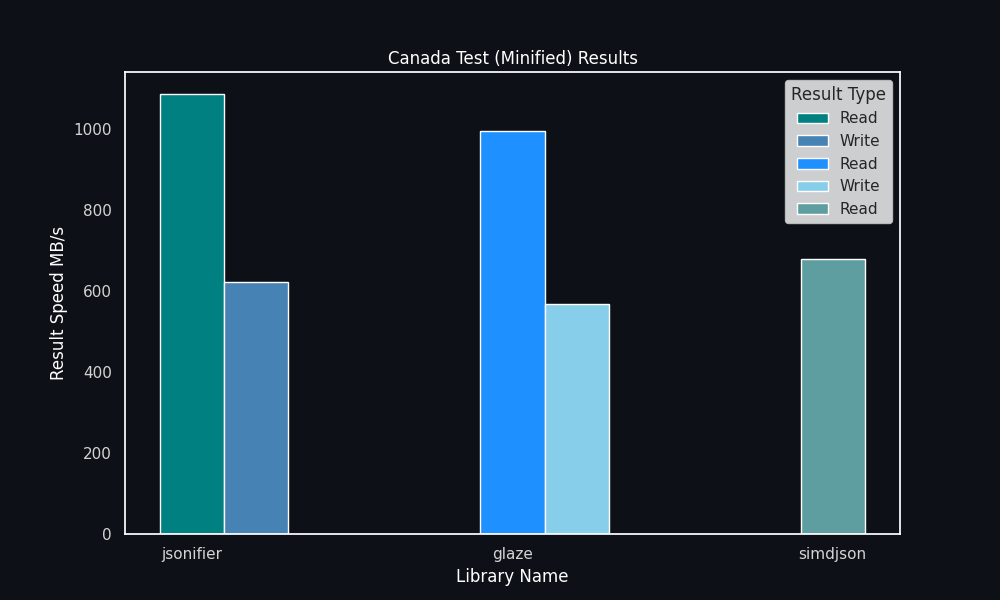 Canada Test (Minified) Results
Result Type
Read
Write
Read
Write
Read
Result Speed MB/s
1000
800
600
400
200
0
jsonifier
glaze
simdjson
Library Name